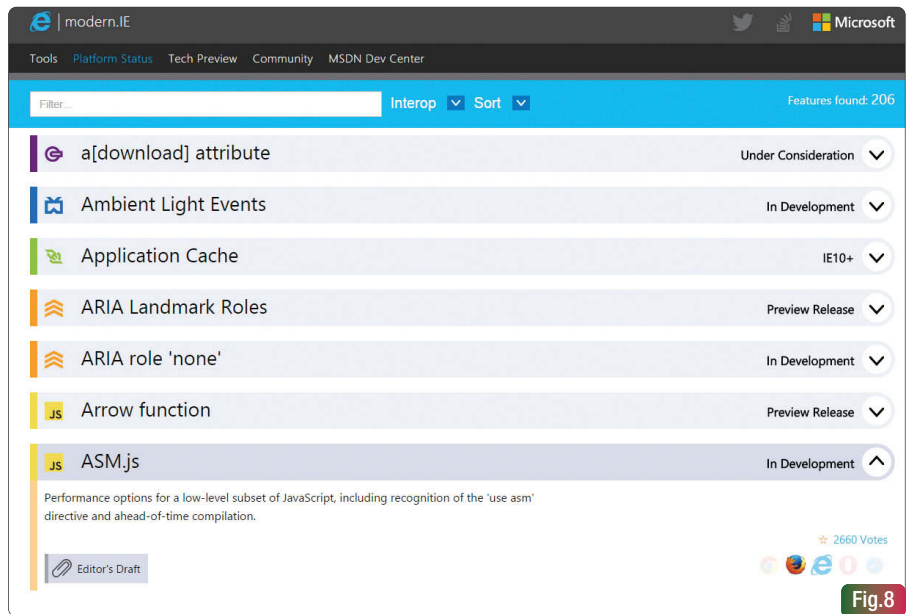 modern.IE
Microsoft
Tools Platform Status Tech Preview Community MSDN Dev Center
Filter... Interop Sort Features found: 206
a[download] attribute Under Consideration
Ambient Light Events In Development
Application Cache IE10+
ARIA Landmark Roles Preview Release
ARIA role 'none' In Development
JS Arrow function Preview Release
JS ASM.js In Development
Performance options for a low-level subset of JavaScript, including recognition of the 'use asm'
directive and ahead-of-time compilation.
2660 Votes
Editor's Draft
Fig.8